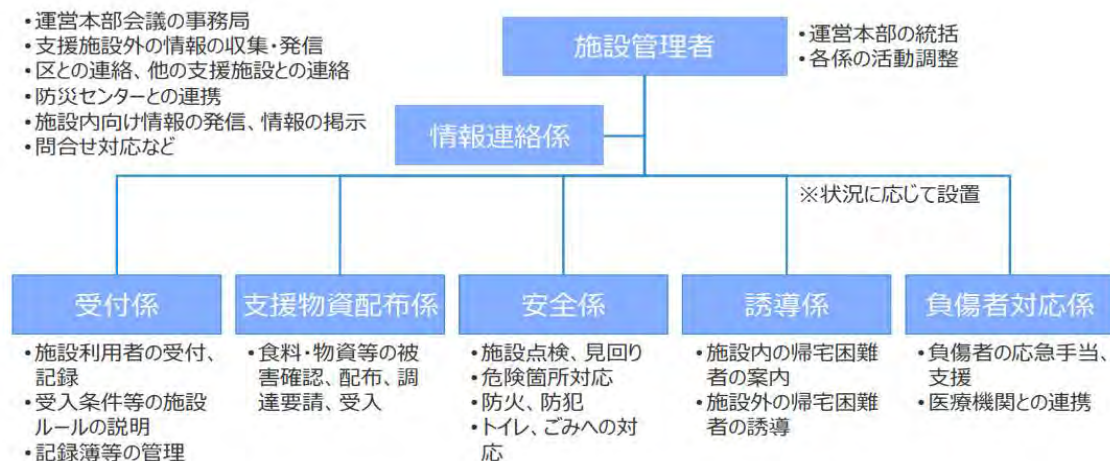 ・運営本部会議の事務局
・支援施設外の情報の収集・発信
・区との連絡、他の支援施設との連絡
・防災センターとの連携
・施設内向け情報の発信、情報の掲示
・問合せ対応など
施設管理者
・運営本部の統括
・各係の活動調整
情報連絡係
※状況に応じて設置
受付係
・施設利用者の受付、
記録
・受入条件等の施設
ルールの説明
・記録簿等の管理
支援物資配布係
・食料・物資等の被
害確認、配布、調
達要請、受入
安全係
・施設点検、見回り
・危険箇所対応
・防火、防犯
・トイレ、ごみへの対
応
誘導係
・施設内の帰宅困難
者の案内
・施設外の帰宅困難
者の誘導
負傷者対応係
・負傷者の応急手当、
支援
・医療機関との連携